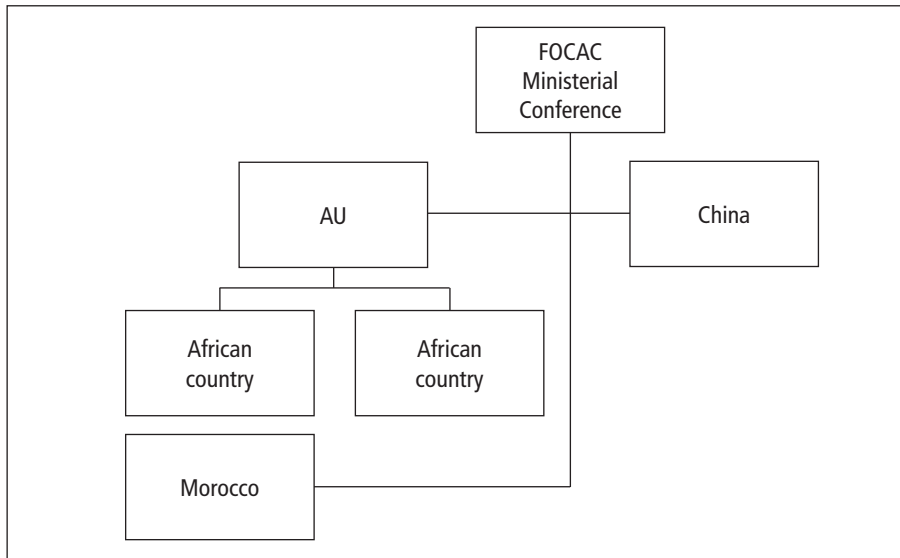 FOCAC
Ministerial
Conference
AU
China
African
country
African
country
Morocco